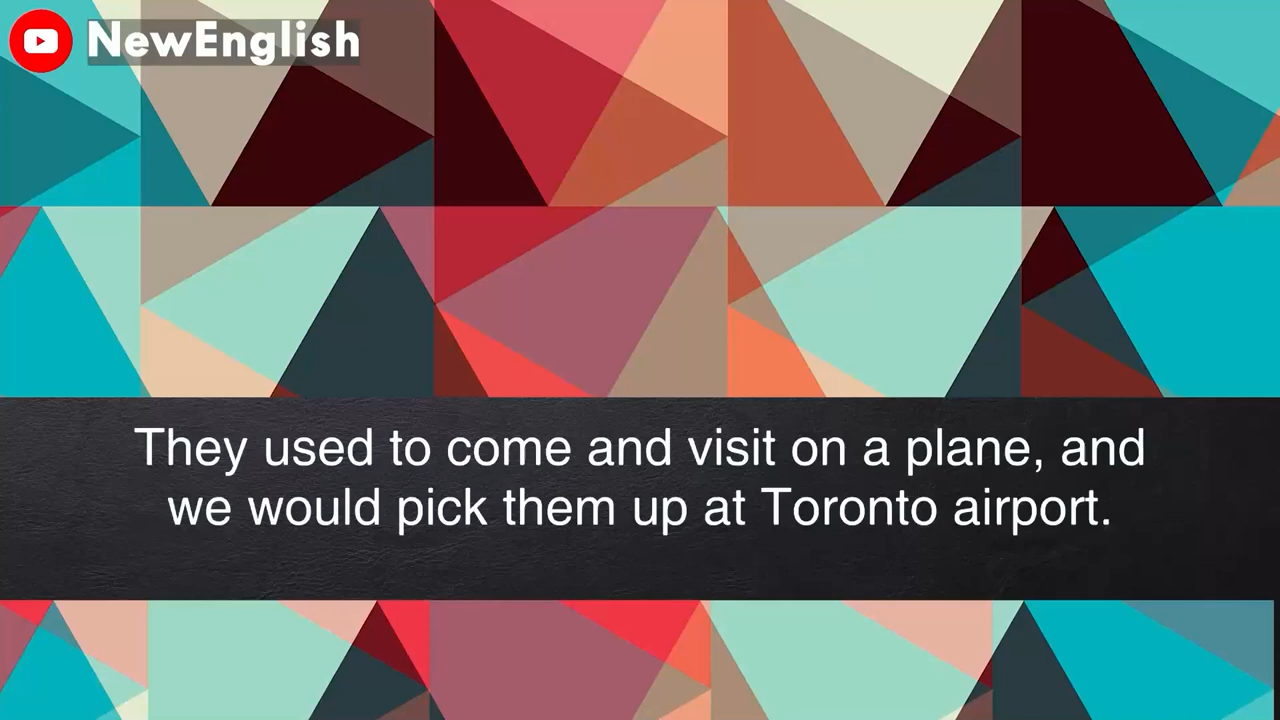 NewEnglish
They used to come and visit on a plane, and
we would pick them up at Toronto airport.